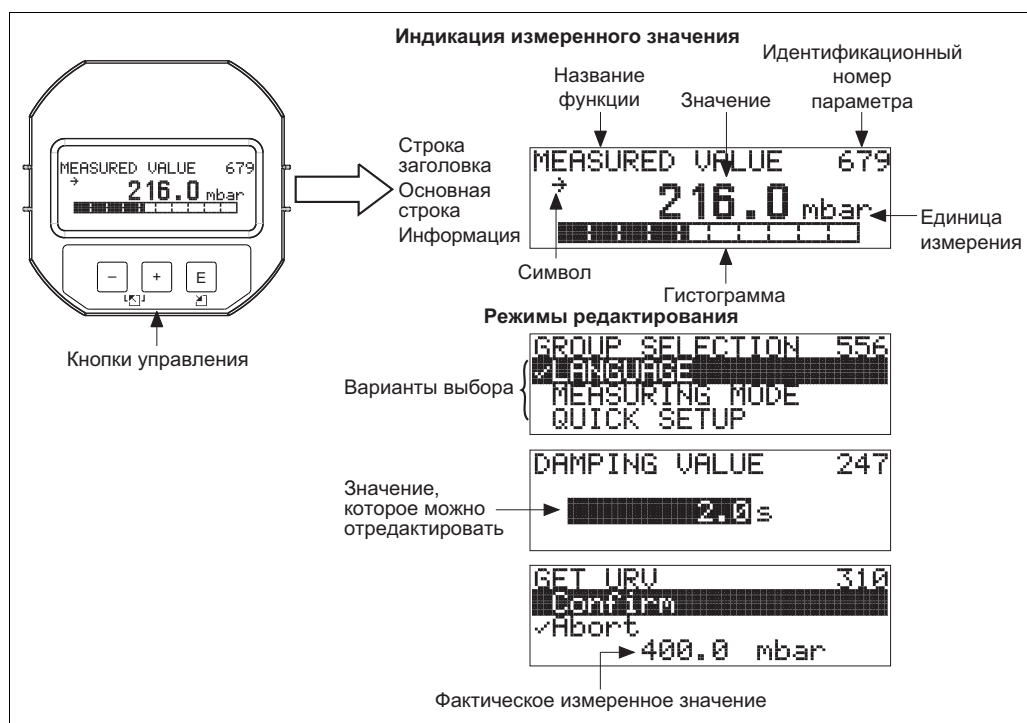 Индикация измеренного значения
Название
функции
Значение
Идентификационный
номер
параметра
MEASURED VALUE 679
216.0 mbar
Строка
заголовка
Основная
строка
Информация
MEASURED VALUE 679
216.0 mbar
Единица
измерения
Символ
Гистограмма
– + E
Кнопки управления
Режимы редактирования
Варианты выбора
GROUP SELECTION 556
✓LANGUAGE
MEASURING MODE
QUICK SETUP
Значение,
которое можно
отредактировать
DAMPING VALUE 247
2.0 s
GET URV 310
Confirm
✓Abort
400.0 mbar
Фактическое измеренное значение